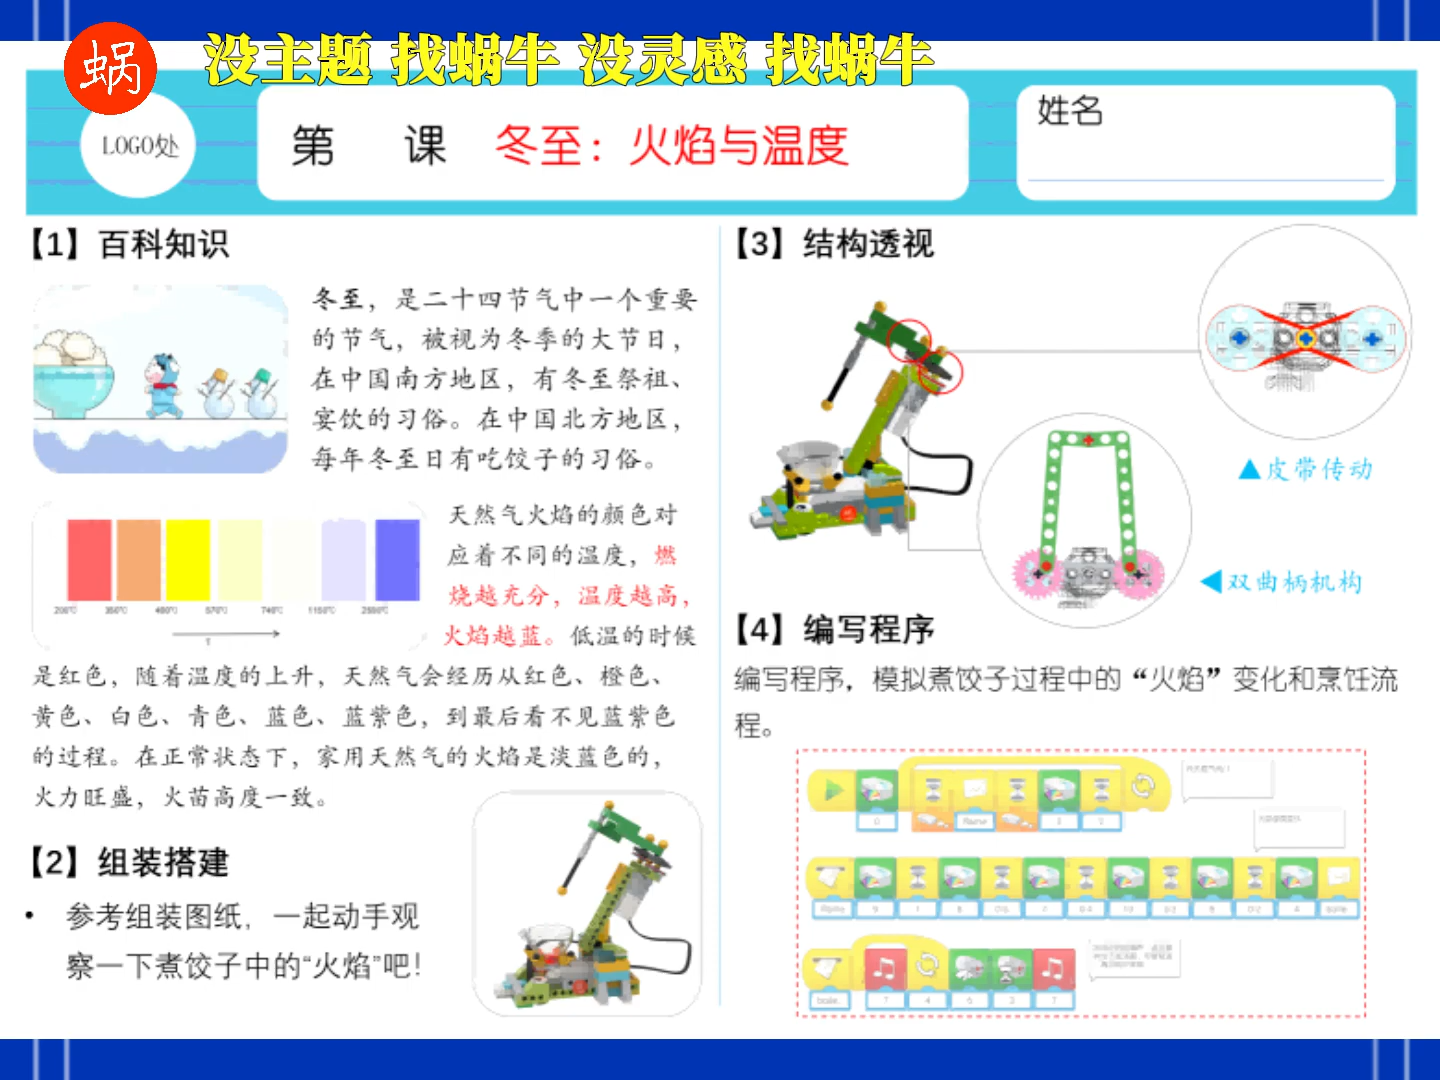 蜗
没主题 找蜗牛 没灵感 找蜗牛
LOGO处
第 课 冬至：火焰与温度
姓名
【1】百科知识
冬至，是二十四节气中一个重要
的节气，被视为冬季的大节日，
在中国南方地区，有冬至祭祖、
宴饮的习俗。在中国北方地区，
每年冬至日有吃饺子的习俗。
天然气火焰的颜色对
应着不同的温度，燃
烧越充分，温度越高，
火焰越蓝。低温的时候
是红色，随着温度的上升，天然气会经历从红色、橙色、
黄色、白色、青色、蓝色、蓝紫色，到最后看不见蓝紫色
的过程。在正常状态下，家用天然气的火焰是淡蓝色的，
火力旺盛，火苗高度一致。
【2】组装搭建
• 参考组装图纸，一起动手观
察一下煮饺子中的“火焰”吧！
【3】结构透视
▲皮带传动
◀双曲柄机构
【4】编写程序
编写程序，模拟煮饺子过程中的“火焰”变化和烹饪流
程。